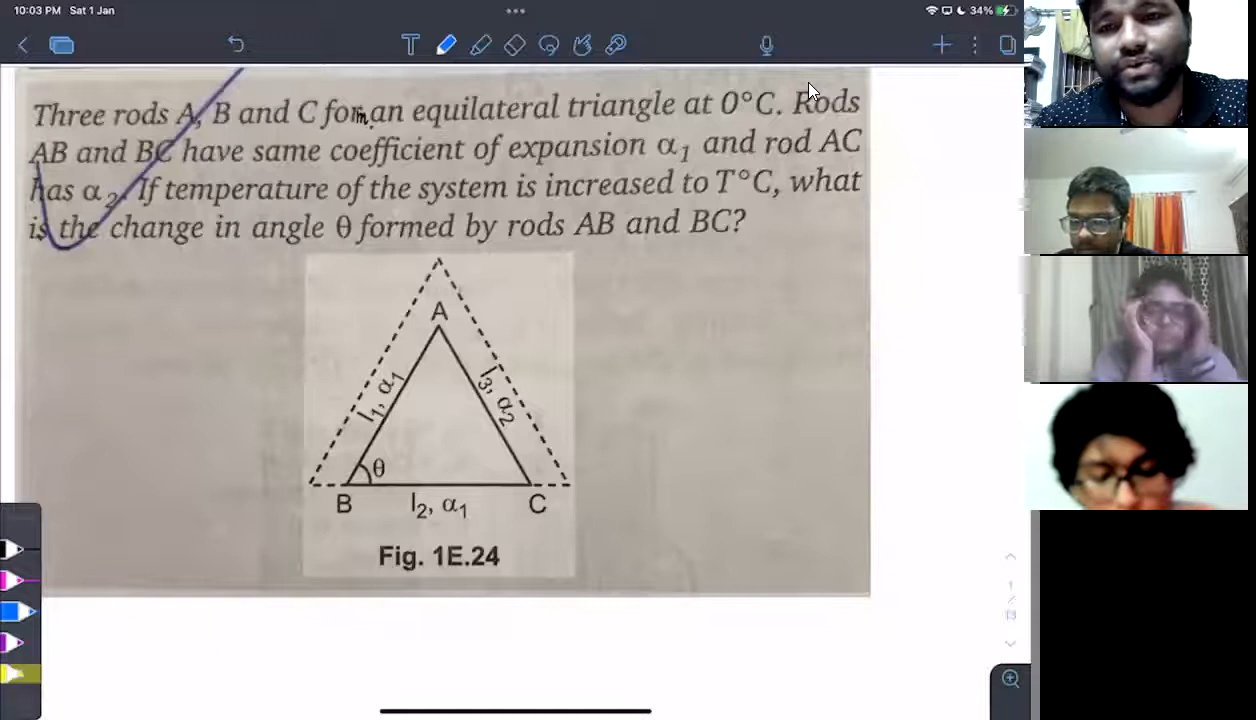 10:03 PM Sat 1 Jan
34%
Three rods A, B and C form an equilateral triangle at 0°C. Rods
AB and BC have same coefficient of expansion α₁ and rod AC
has α₂. If temperature of the system is increased to T°C, what
is the change in angle θ formed by rods AB and BC?
A
l₁, α₁
l₃, α₂
θ
B
l₂, α₁
C
Fig. 1E.24